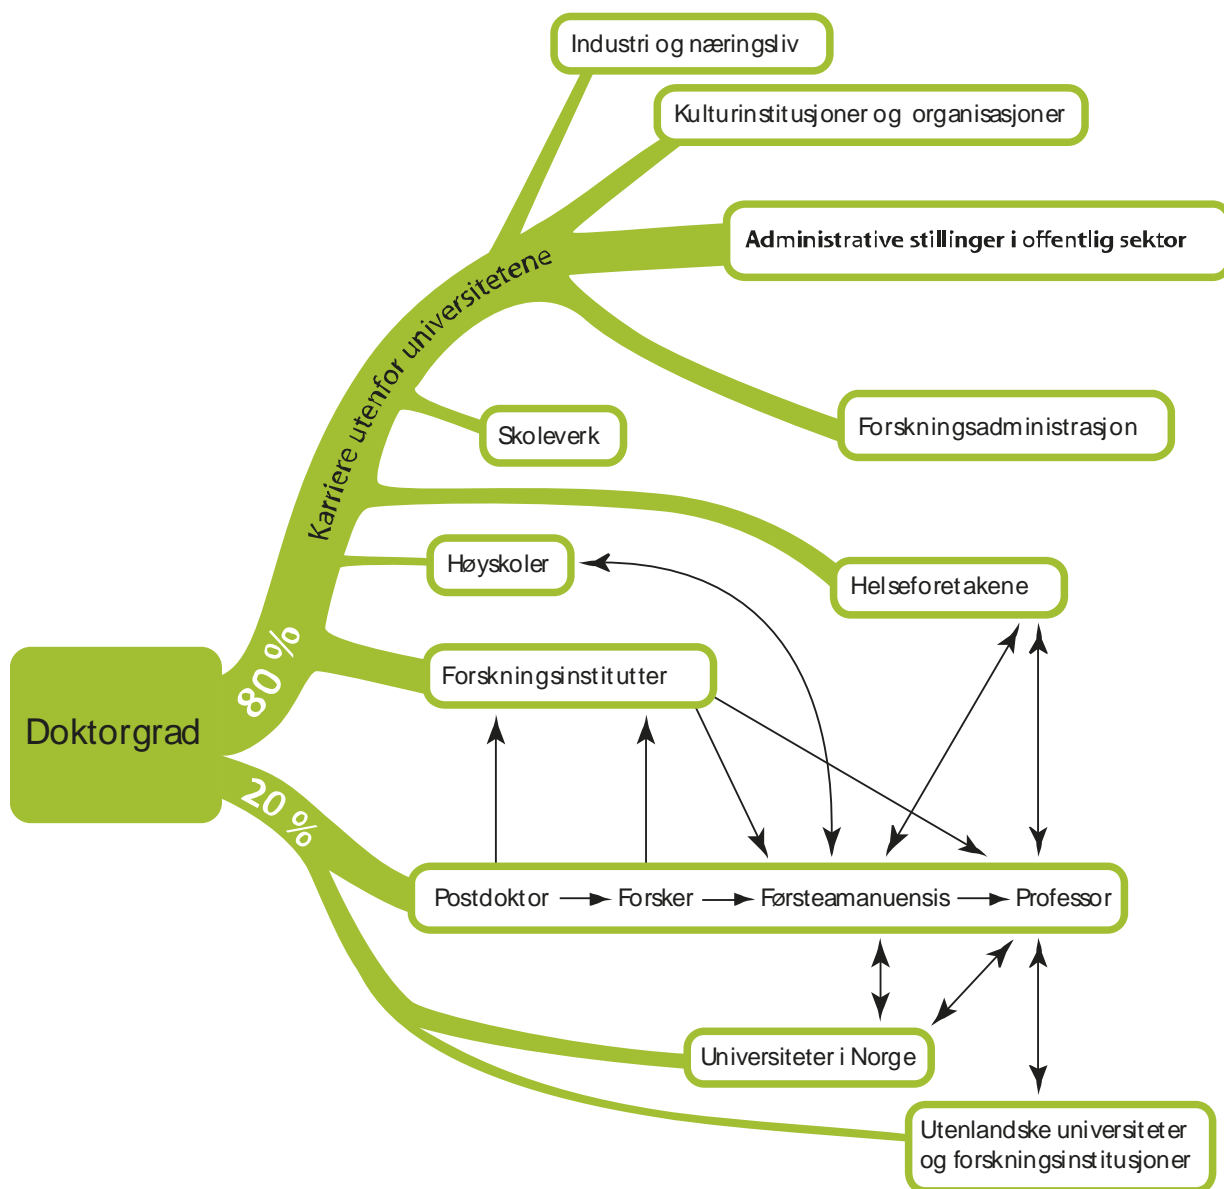 Industri og næringsliv
Kulturinstitusjoner og organisasjoner
Administrative stillinger i offentlig sektor
Karriere utenfor universitetene
Forskningsadministrasjon
Skoleverk
Høyskoler
Helseforetakene
80 %
Forskningsinstitutter
Doktorgrad
20 %
Postdoktor Forsker Førsteamanuensis Professor
Universiteter i Norge
Utenlandske universiteter
og forskningsinstitusjoner